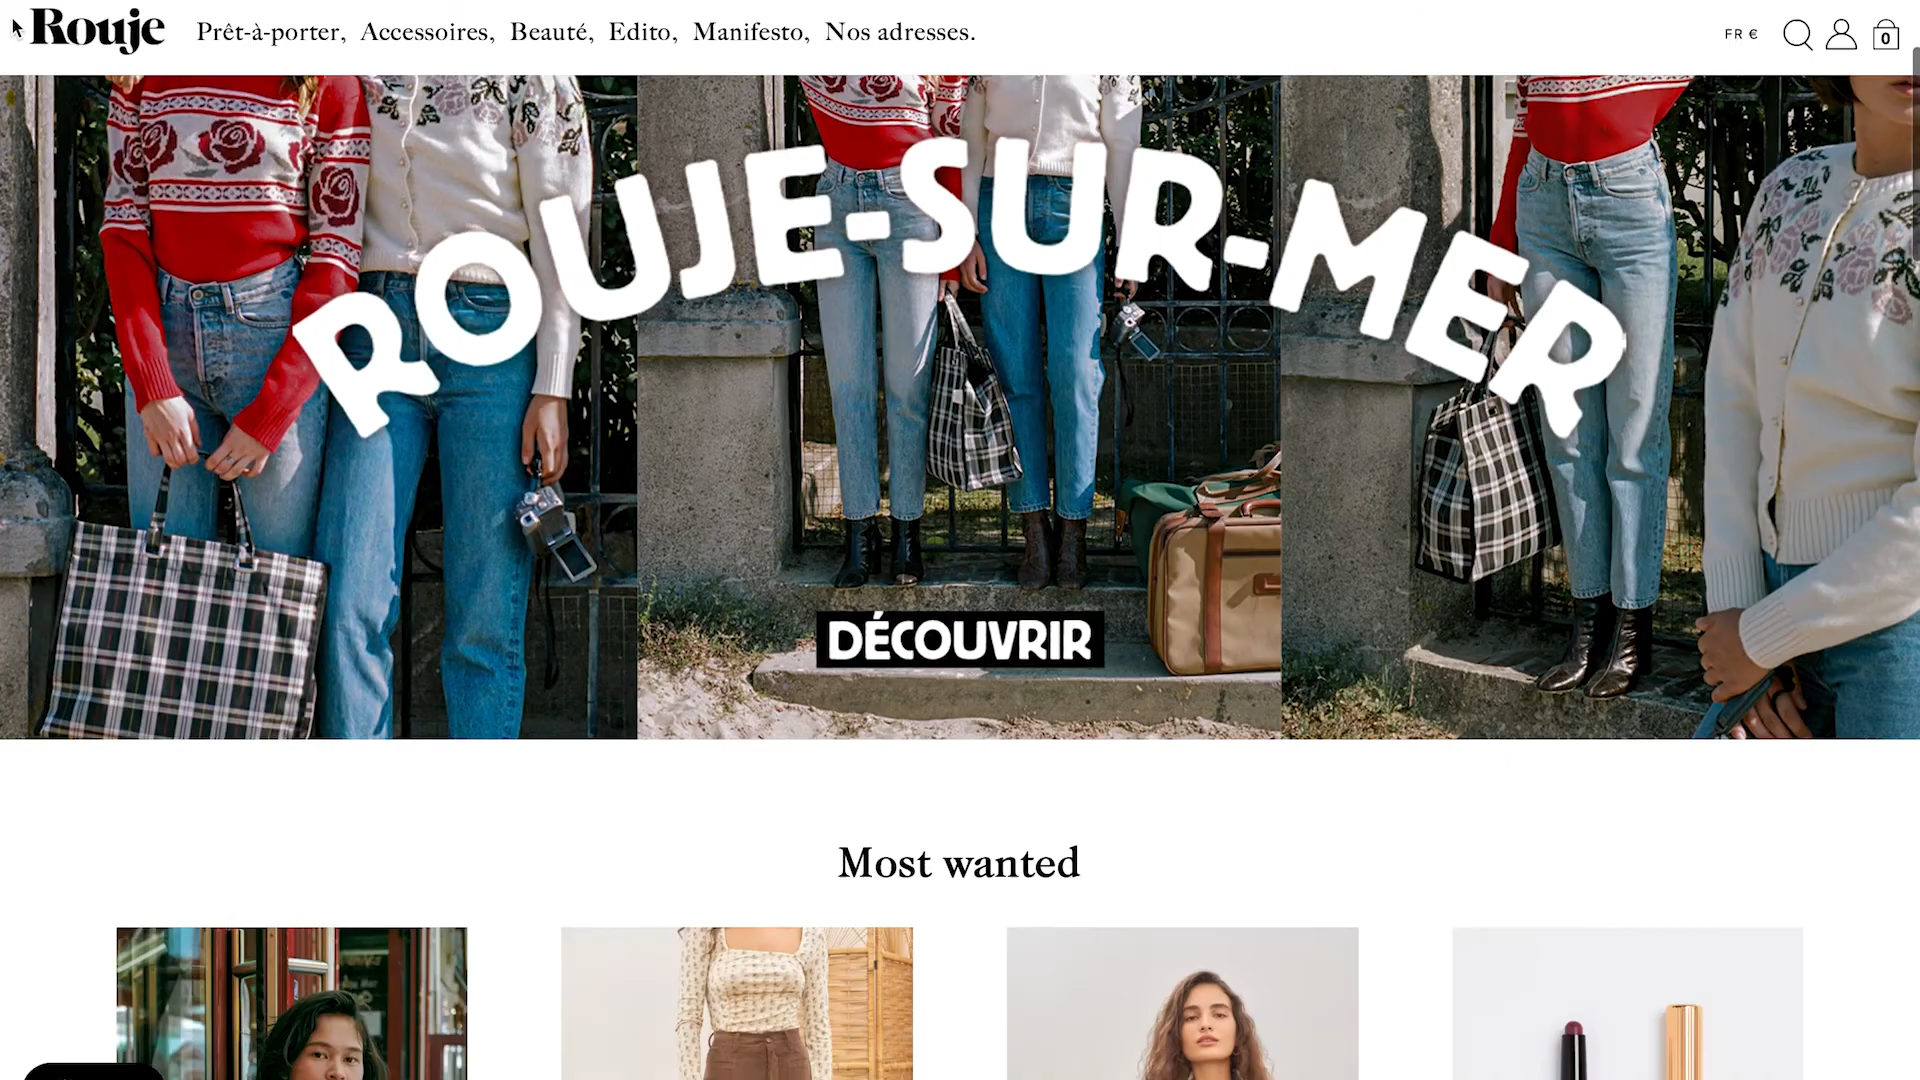 Rouje
Prêt-à-porter, Accessoires, Beauté, Edito, Manifesto, Nos adresses.
FR €
0
ROUJE-SUR-MER
DÉCOUVRIR
Most wanted